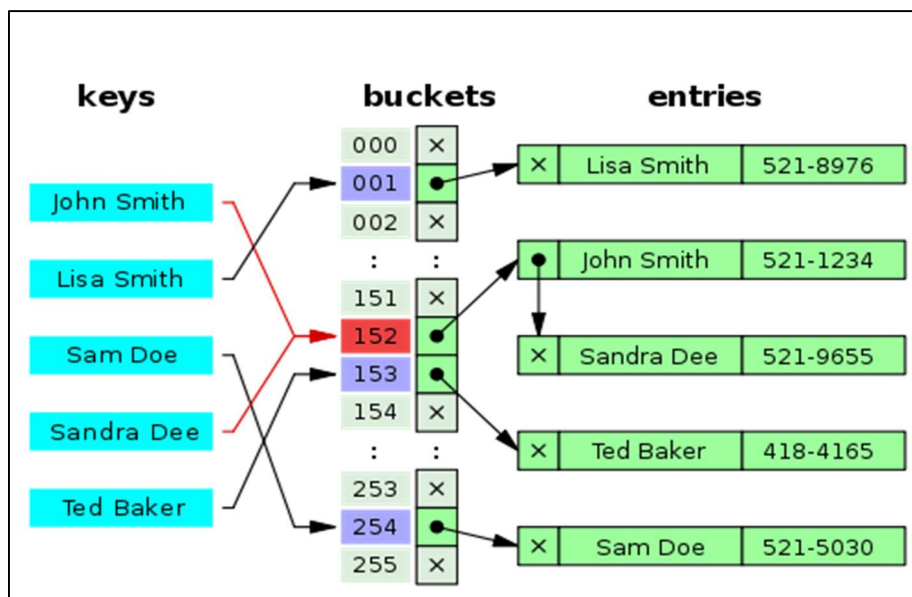 keys
buckets
entries
John Smith
Lisa Smith
Sam Doe
Sandra Dee
Ted Baker
000 ×
001
002 ×
: :
151 ×
152
153
154 ×
: :
253 ×
254
255 ×
× Lisa Smith 521-8976
John Smith 521-1234
× Sandra Dee 521-9655
× Ted Baker 418-4165
× Sam Doe 521-5030